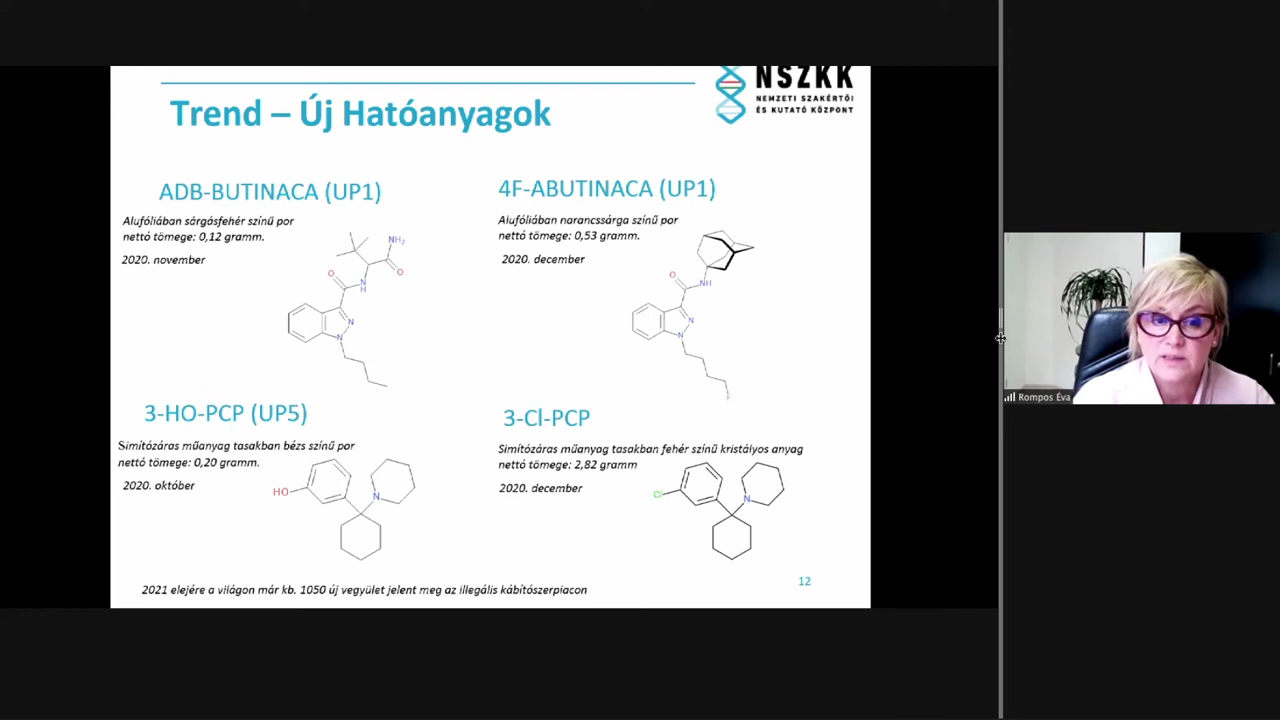 NSZKK
NEMZETI SZAKÉRTŐI
ÉS KUTATÓ KÖZPONT
Trend – Új Hatóanyagok
ADB-BUTINACA (UP1)
Alufóliában sárgásfehér színű por
nettó tömege: 0,12 gramm.
2020. november
NH2
O
O
N
H
N
N
4F-ABUTINACA (UP1)
Alufóliában narancssárga színű por
nettó tömege: 0,53 gramm.
2020. december
O
NH
N
N
3-HO-PCP (UP5)
Simítózáras műanyag tasakban bézs színű por
nettó tömege: 0,20 gramm.
2020. október
HO
N
3-Cl-PCP
Simítózáras műanyag tasakban fehér színű kristályos anyag
nettó tömege: 2,82 gramm
2020. december
Cl
N
2021 elejére a világon már kb. 1050 új vegyület jelent meg az illegális kábítószerpiacon
12
Rompos Éva